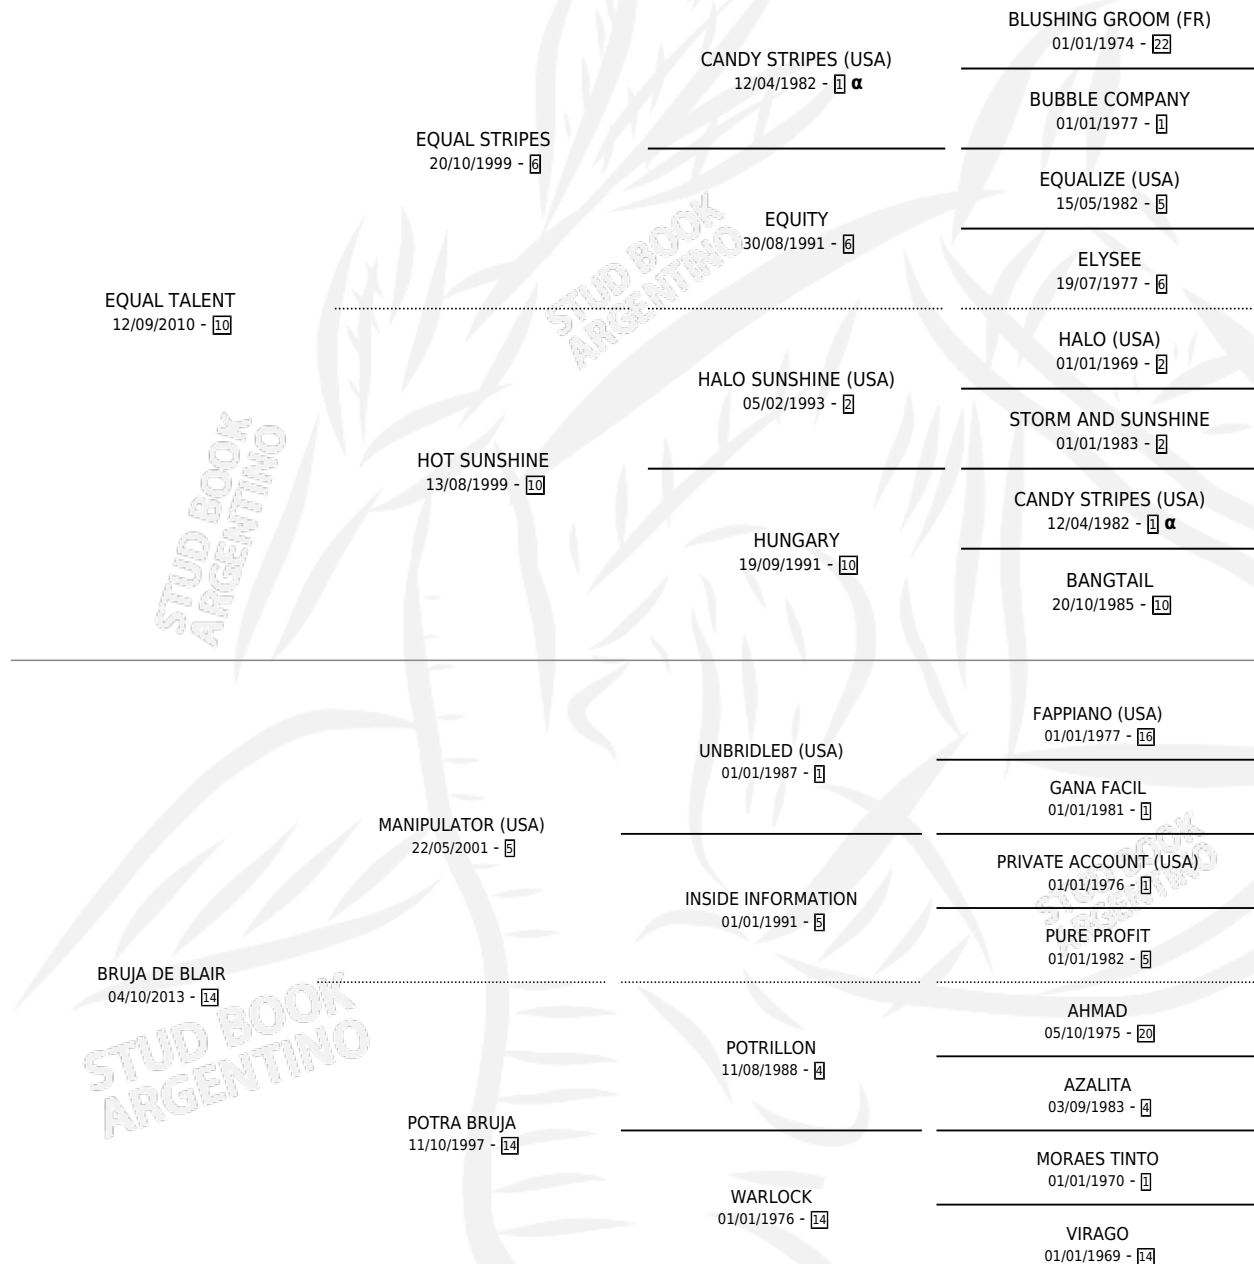 BLUSHING GROOM (FR)
01/01/1974 - 22
CANDY STRIPES (USA)
12/04/1982 - 1 α
BUBBLE COMPANY
01/01/1977 - 1
EQUAL STRIPES
20/10/1999 - 6
EQUALIZE (USA)
15/05/1982 - 5
EQUITY
30/08/1991 - 6
ELYSEE
19/07/1977 - 6
EQUAL TALENT
12/09/2010 - 10
HALO (USA)
01/01/1969 - 2
HALO SUNSHINE (USA)
05/02/1993 - 2
STORM AND SUNSHINE
01/01/1983 - 2
HOT SUNSHINE
13/08/1999 - 10
CANDY STRIPES (USA)
12/04/1982 - 1 α
HUNGARY
19/09/1991 - 10
BANGTAIL
20/10/1985 - 10
FAPPIANO (USA)
01/01/1977 - 16
UNBRIDLED (USA)
01/01/1987 - 1
GANA FACIL
01/01/1981 - 1
MANIPULATOR (USA)
22/05/2001 - 5
PRIVATE ACCOUNT (USA)
01/01/1976 - 1
INSIDE INFORMATION
01/01/1991 - 5
PURE PROFIT
01/01/1982 - 5
BRUJA DE BLAIR
04/10/2013 - 14
AHMAD
05/10/1975 - 20
POTRILLON
11/08/1988 - 4
AZALITA
03/09/1983 - 4
POTRA BRUJA
11/10/1997 - 14
MORAES TINTO
01/01/1970 - 1
WARLOCK
01/01/1976 - 14
VIRAGO
01/01/1969 - 14
STUD BOOK
ARGENTINO
STUD BOOK
ARGENTINO
STUD BOOK
ARGENTINO
STUD BOOK
ARGENTINO